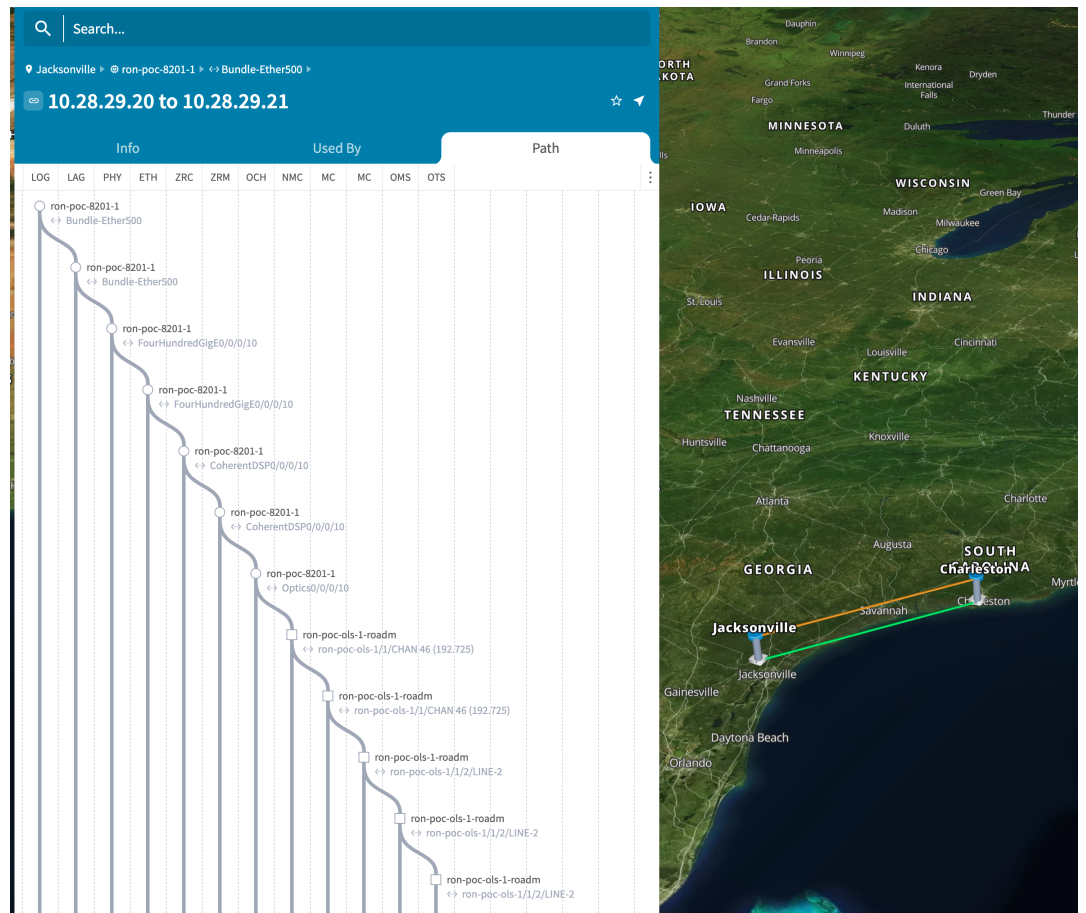 Search...
Jacksonville ron-poc-8201-1 Bundle-Ether500
10.28.29.20 to 10.28.29.21
Info Used By Path
LOG LAG PHY ETH ZRC ZRM OCH NMC MC MC OMS OTS
ron-poc-8201-1
Bundle-Ether500
ron-poc-8201-1
Bundle-Ether500
ron-poc-8201-1
FourHundredGigE0/0/0/10
ron-poc-8201-1
FourHundredGigE0/0/0/10
ron-poc-8201-1
CoherentDSP0/0/0/10
ron-poc-8201-1
CoherentDSP0/0/0/10
ron-poc-8201-1
Optics0/0/0/10
ron-poc-ols-1-roadm
ron-poc-ols-1/1/CHAN 46 (192.725)
ron-poc-ols-1-roadm
ron-poc-ols-1/1/CHAN 46 (192.725)
ron-poc-ols-1-roadm
ron-poc-ols-1/1/2/LINE-2
ron-poc-ols-1-roadm
ron-poc-ols-1/1/2/LINE-2
ron-poc-ols-1-roadm
ron-poc-ols-1/1/2/LINE-2
Dauphin
Brandon
Winnipeg
ORTH
KOTA
Kenora
Dryden
Grand Forks
International
Falls
Fargo
Thunder
MINNESOTA
Duluth
Minneapolis
lls
WISCONSIN
Green Bay
IOWA
Cedar Rapids
Madison
Milwaukee
Chicago
Peoria
ILLINOIS
St. Louis
INDIANA
Evansville
Cincinnati
Louisville
KENTUCKY
Nashville
TENNESSEE
Huntsville
Chattanooga
Knoxville
Atlanta
Charlotte
Augusta
SOUTH
CAROLINA
GEORGIA
Charleston
Myrtl
Charleston
Savannah
Jacksonville
Jacksonville
Gainesville
Daytona Beach
Orlando